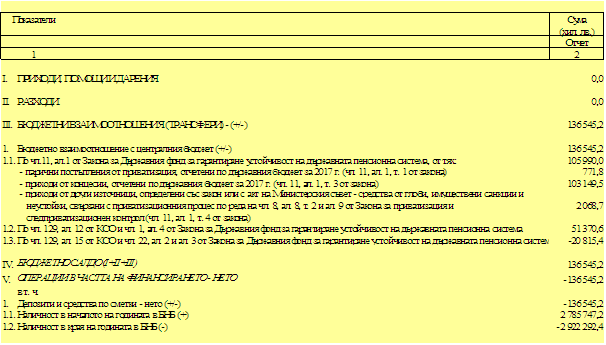 Показатели Сума
(хил. лв.)
Отчет
1 2
I. ПРИХОДИ, ПОМОЩИ И ДАРЕНИЯ 0,0
II. РАЗХОДИ 0,0
III. БЮДЖЕТНИ ВЗАИМООТНОШЕНИЯ (ТРАНСФЕРИ) - (+/-) 136 545,2
1. Бюджетно взаимоотношение с централния бюджет (+/-) 136 545,2
1.1. По чл. 11, ал.1 от Закона за Държавния фонд за гарантиране устойчивост на държавната пенсионна система, от тях: 105 990,0
- парични постъпления от приватизация, отчетени по държавния бюджет за 2017 г. (чл. 11, ал. 1, т. 1 от закона) 771,8
- приходи от концесии, отчетени по държавния бюджет за 2017 г. (чл. 11, ал. 1, т. 3 от закона) 103 149,5
- приходи от други източници, определени със закон или с акт на Министерския съвет - средства от глоби, имуществени санкции и
неустойки, свързани с приватизационния процес по реда на чл. 8, ал. 8, т. 2 и ал. 9 от Закона за приватизация и 2 068,7
следприватизационен контрол (чл. 11, ал. 1, т. 4 от закона)
1.2. По чл. 129, ал. 12 от КСО и чл. 1, ал. 4 от Закона за Държавния фонд за гарантиране устойчивост на държавната пенсионна система 51 370,6
1.3. По чл. 129, ал. 15 от КСО и чл. 22, ал. 2 и ал. 3 от Закона за Държавния фонд за гарантиране устойчивост на държавната пенсионна систем -20 815,4
IV. БЮДЖЕТНО САЛДО (I-II+III) 136 545,2
V. ОПЕРАЦИИ В ЧАСТТА НА ФИНАНСИРАНЕТО - НЕТО -136 545,2
в т. ч.
1. Депозити и средства по сметки - нето (+/-) -136 545,2
1.1. Наличност в началото на годината в БНБ (+) 2 785 747,2
1.2. Наличност в края на годината в БНБ (-) -2 922 292,4